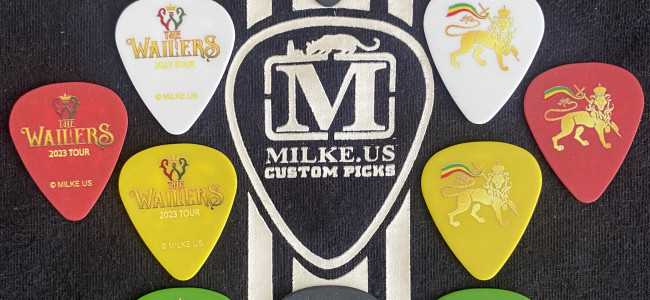 THE
WAILERS
2023 TOUR
© MILKE.US
THE
WAILERS
2023 TOUR
© MILKE.US
THE
WAILERS
2023 TOUR
© MILKE.US
M
MILKE.US
CUSTOM PICKS